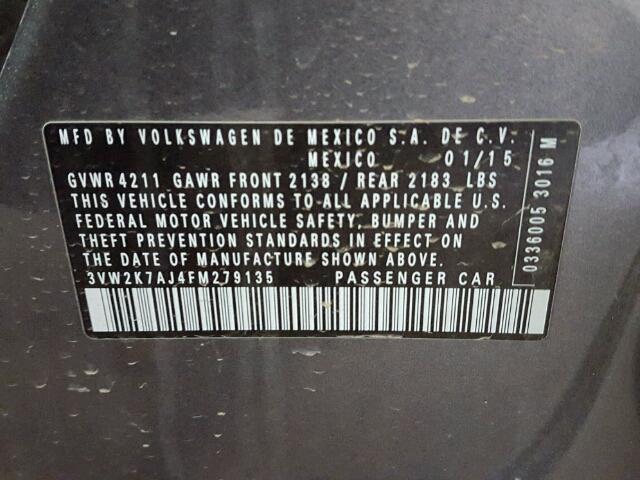 MFD BY VOLKSWAGEN DE MEXICO S.A. DE C.V.
MEXICO 01/15
GVWR 4211 GAWR FRONT 2138 / REAR 2183 LBS
THIS VEHICLE CONFORMS TO ALL APPLICABLE U.S.
FEDERAL MOTOR VEHICLE SAFETY, BUMPER AND
THEFT PREVENTION STANDARDS IN EFFECT ON
THE DATE OF MANUFACTURE SHOWN ABOVE.
3VW2K7AJ4FM279135 PASSENGER CAR
0336005 3016 M